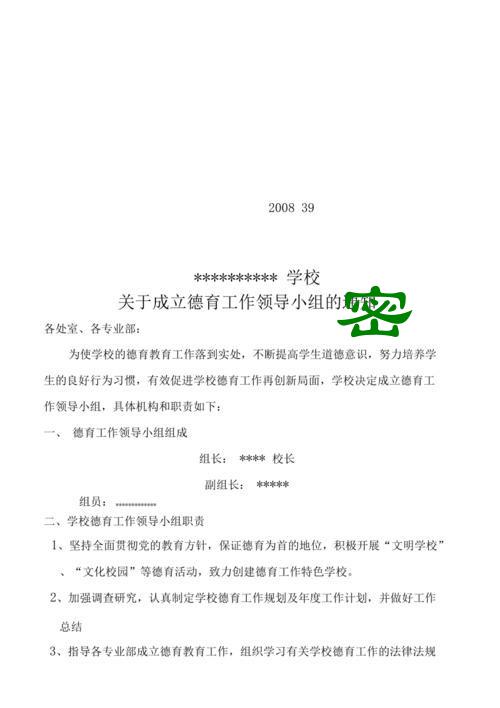 2008 39
********** 学校
关于成立德育工作领导小组的通知
密
各处室、各专业部：
为使学校的德育教育工作落到实处，不断提高学生道德意识，努力培养学
生的良好行为习惯，有效促进学校德育工作再创新局面，学校决定成立德育工
作领导小组，具体机构和职责如下：
一、 德育工作领导小组组成
组长： **** 校长
副组长： *****
组员： *************
二、学校德育工作领导小组职责
1、坚持全面贯彻党的教育方针，保证德育为首的地位，积极开展“文明学校”
、“文化校园”等德育活动，致力创建德育工作特色学校。
2、加强调查研究，认真制定学校德育工作规划及年度工作计划，并做好工作
总结
3、指导各专业部成立德育教育工作，组织学习有关学校德育工作的法律法规